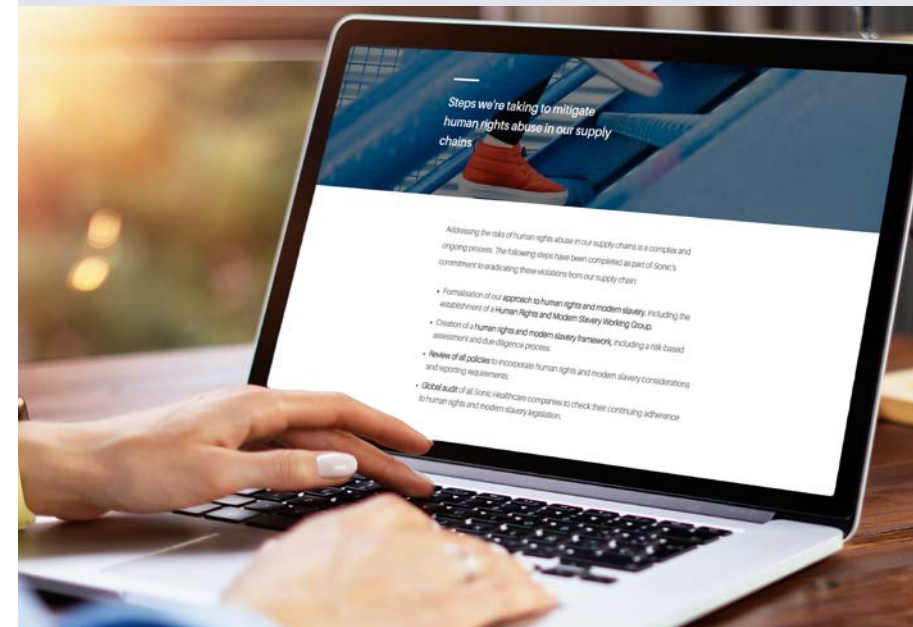 Steps we're taking to mitigate
human rights abuse in our supply
chains
Addressing the risks of human rights abuse in our supply chains is a complex and
ongoing process. The following steps have been completed as part of Sonic's
commitment to eradicating these violations from our supply chain:
• Formalisation of our approach to human rights and modern slavery, including the
establishment of a Human Rights and Modern Slavery Working Group.
• Creation of a human rights and modern slavery framework, including a risk-based
assessment and due diligence process.
• Review of all policies to incorporate human rights and modern slavery considerations
and reporting requirements.
• Global audit of all Sonic Healthcare companies to check their continuing adherence
to human rights and modern slavery legislation.